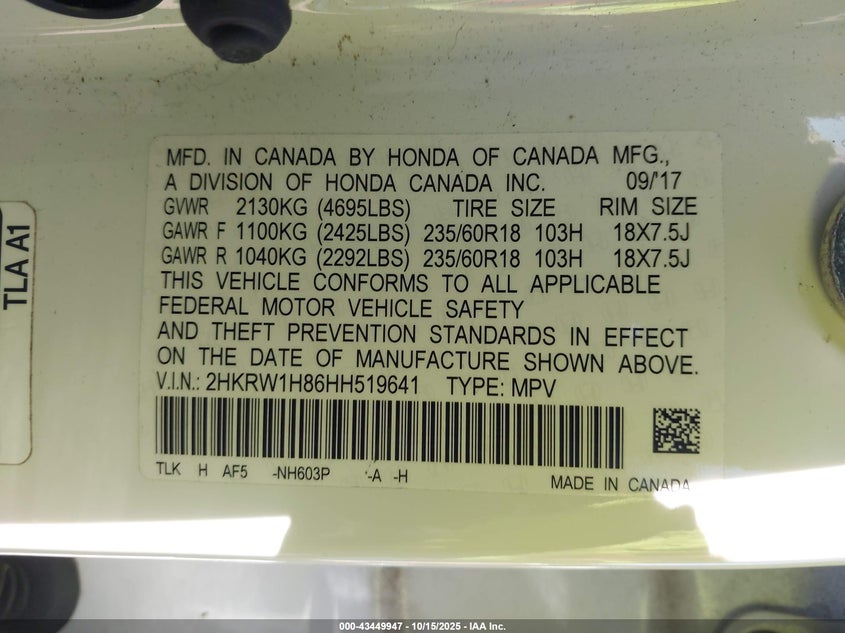 MFD. IN CANADA BY HONDA OF CANADA MFG.,
A DIVISION OF HONDA CANADA INC. 09/'17
GVWR 2130KG (4695LBS) TIRE SIZE RIM SIZE
GAWR F 1100KG (2425LBS) 235/60R18 103H 18X7.5J
GAWR R 1040KG (2292LBS) 235/60R18 103H 18X7.5J
THIS VEHICLE CONFORMS TO ALL APPLICABLE
FEDERAL MOTOR VEHICLE SAFETY
AND THEFT PREVENTION STANDARDS IN EFFECT
ON THE DATE OF MANUFACTURE SHOWN ABOVE.
V.I.N.: 2HKRW1H86HH519641 TYPE: MPV
TLK H AF5 -NH603P -A -H
MADE IN CANADA
TLA A1
000-43449947 - 10/15/2025 - IAA Inc.